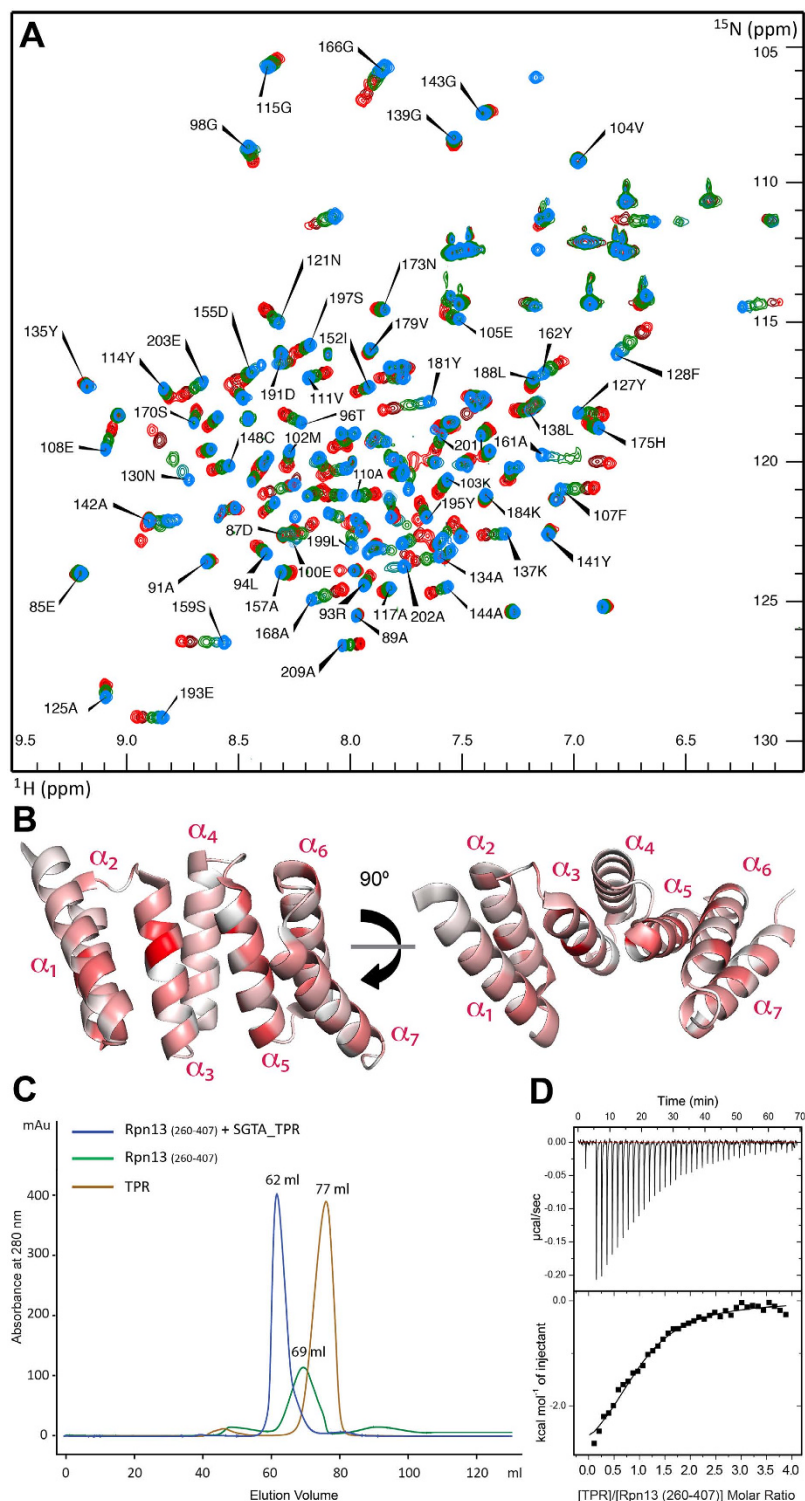 A
15N (ppm)
105
166G
115G
143G
139G
98G
104V
110
121N
173N
197S
155D
135Y
203E
179V
105E
115
114Y
152I
162Y
128F
181Y
188L
191D
111V
127Y
170S
96T
138L
175H
108E
148C
102M
201I
161A
120
130N
110A
103K
142A
195Y
184K
107F
87D
199L
100E
134A
137K
141Y
85E
91A
94L
157A
93R
117A
202A
144A
125
159S
168A
89A
209A
125A
193E
9.5
9.0
8.5
8.0
7.5
7.0
6.5
130
1H (ppm)
B
α2
α4
α6
90º
α2
α3
α4
α5
α6
α1
α3
α5
α7
α1
α7
C
D
mAu
Rpn13 (260-407) + SGTA_TPR
Rpn13 (260-407)
TPR
62 ml
77 ml
69 ml
400
300
200
100
0
Absorbance at 280 nm
0
20
40
60
80
100
120
ml
Elution Volume
Time (min)
0
10
20
30
40
50
60
70
0.00
-0.05
-0.10
-0.15
-0.20
µcal/sec
0.0
-2.0
kcal mol-1 of injectant
0.0
0.5
1.0
1.5
2.0
2.5
3.0
3.5
4.0
[TPR]/[Rpn13 (260-407)] Molar Ratio